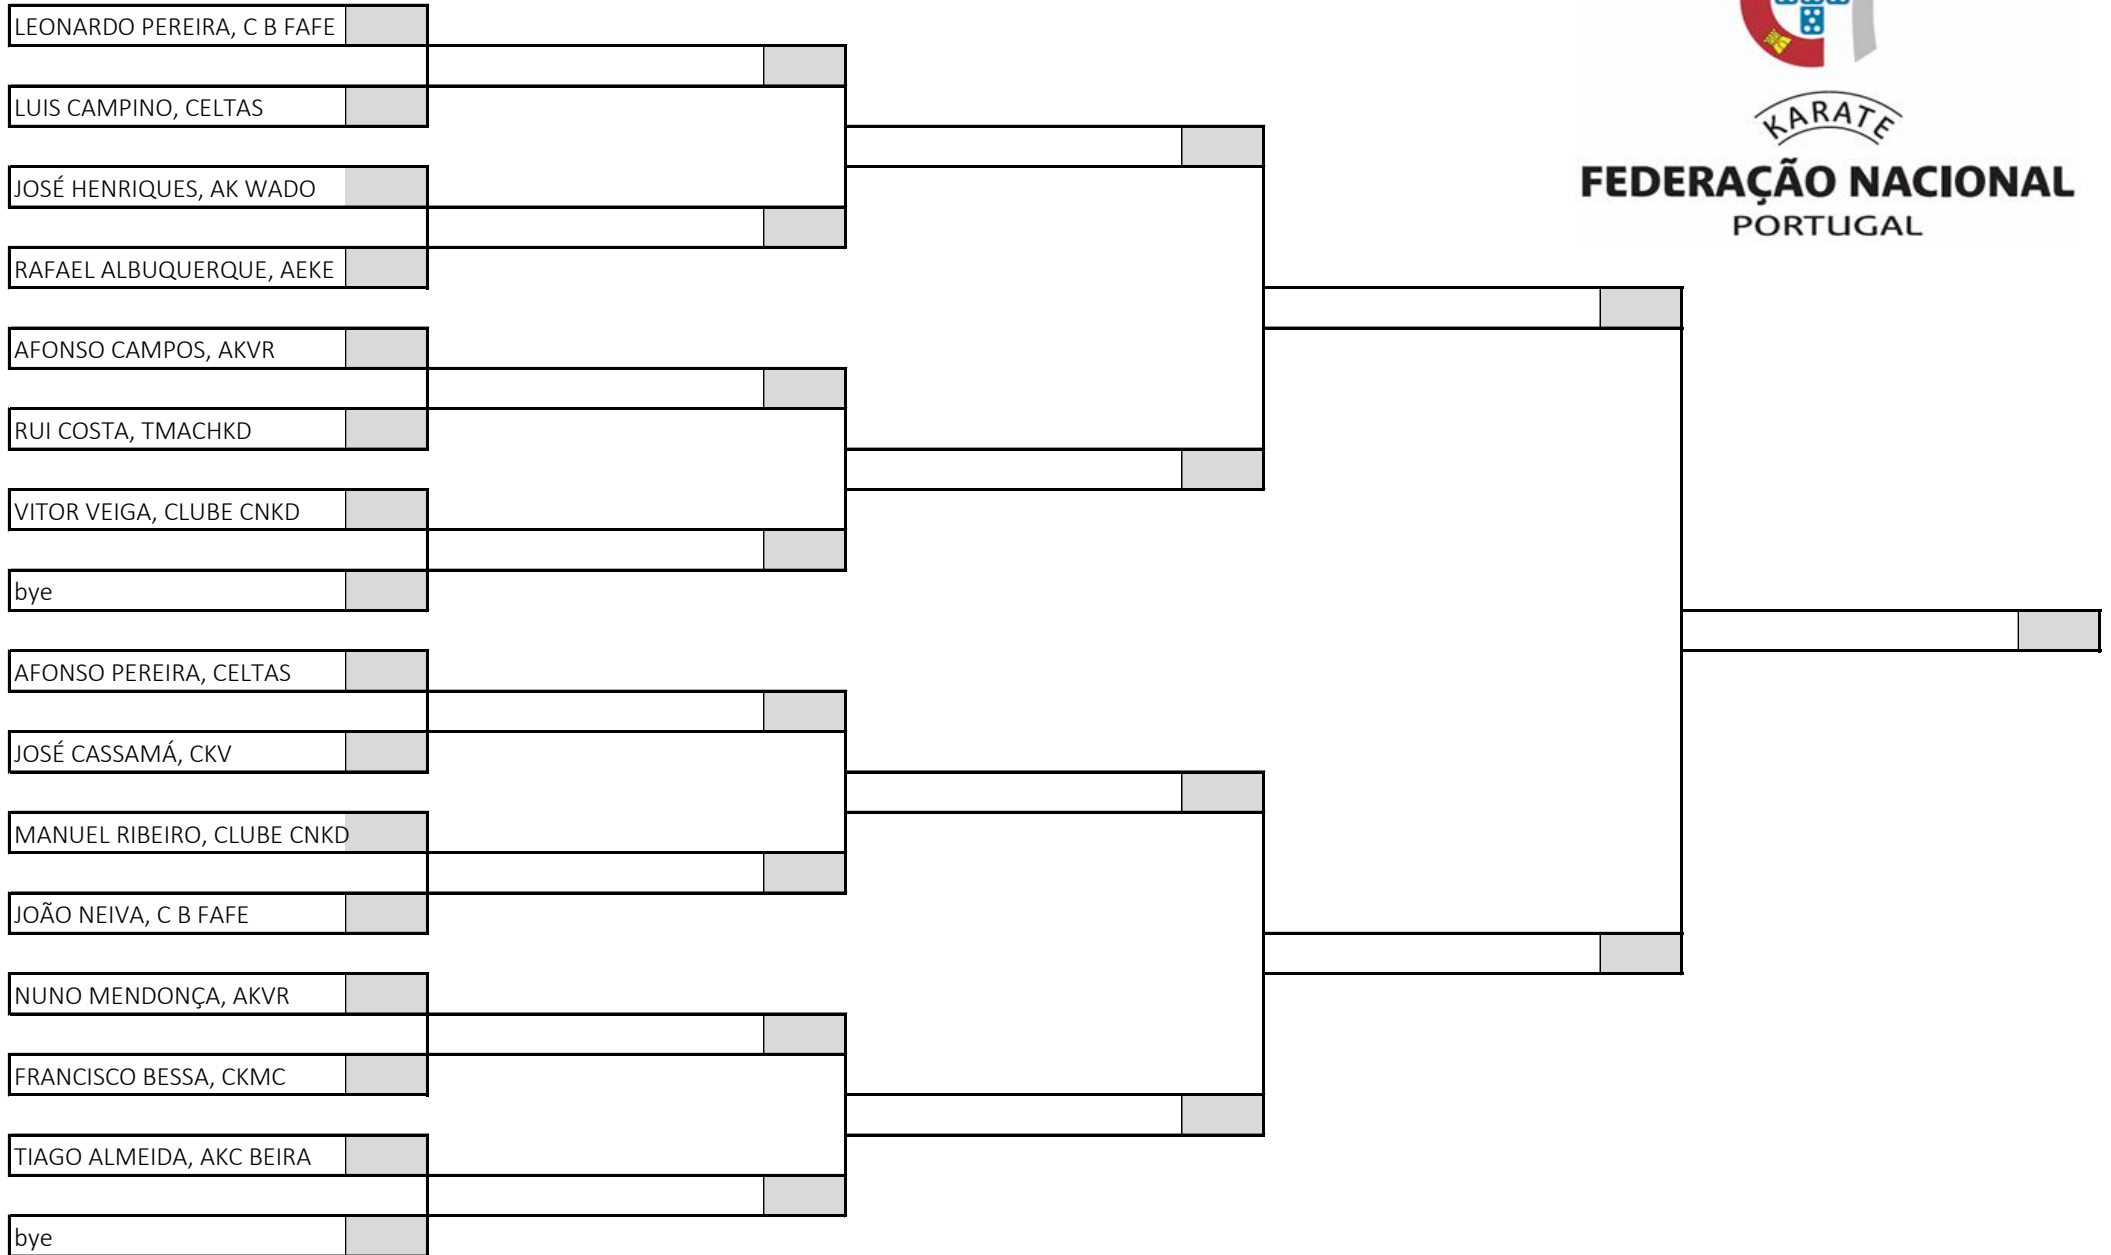 LEONARDO PEREIRA, C B FAFE
LUIS CAMPINO, CELTAS
JOSÉ HENRIQUES, AK WADO
RAFAEL ALBUQUERQUE, AEKE
AFONSO CAMPOS, AKVR
RUI COSTA, TMACHKD
VITOR VEIGA, CLUBE CNKD
bye
AFONSO PEREIRA, CELTAS
JOSÉ CASSAMÁ, CKV
MANUEL RIBEIRO, CLUBE CNKD
JOÃO NEIVA, C B FAFE
NUNO MENDONÇA, AKVR
FRANCISCO BESSA, CKMC
TIAGO ALMEIDA, AKC BEIRA
bye
KARATE
FEDERAÇÃO NACIONAL
PORTUGAL